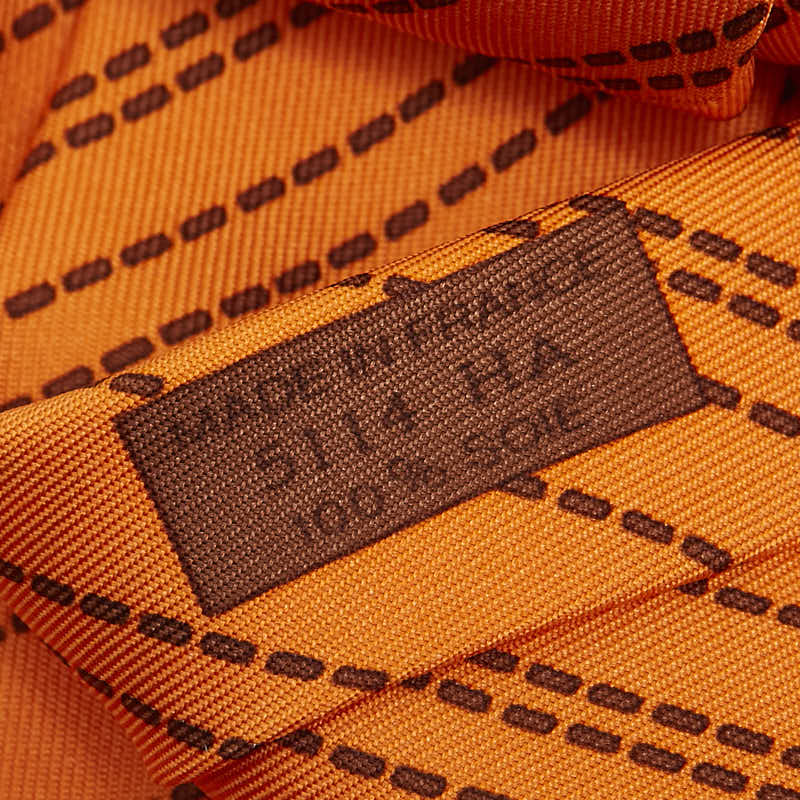 MADE IN FRANCE
5114 HA
100% SOIE